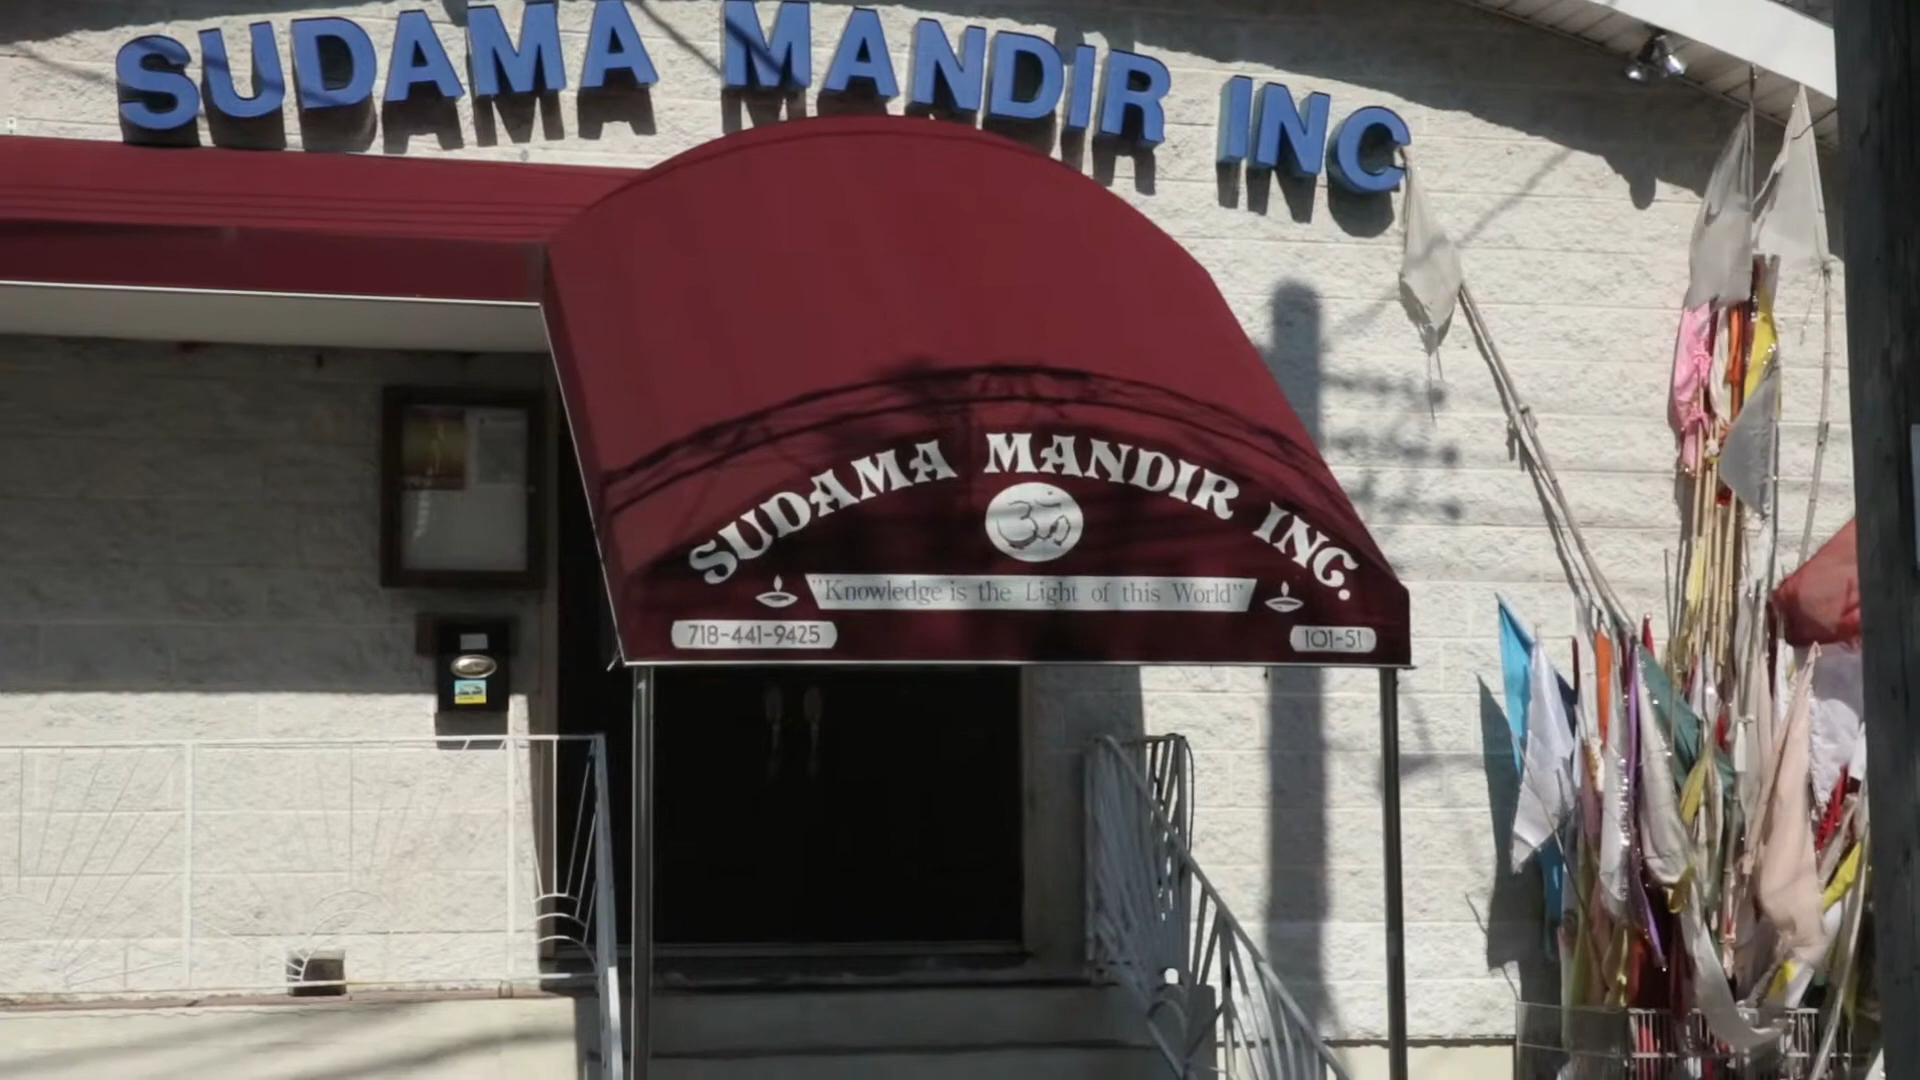 SUDAMA MANDIR INC
SUDAMA MANDIR INC.
ॐ
"Knowledge is the Light of this World"
718-441-9425
101-51